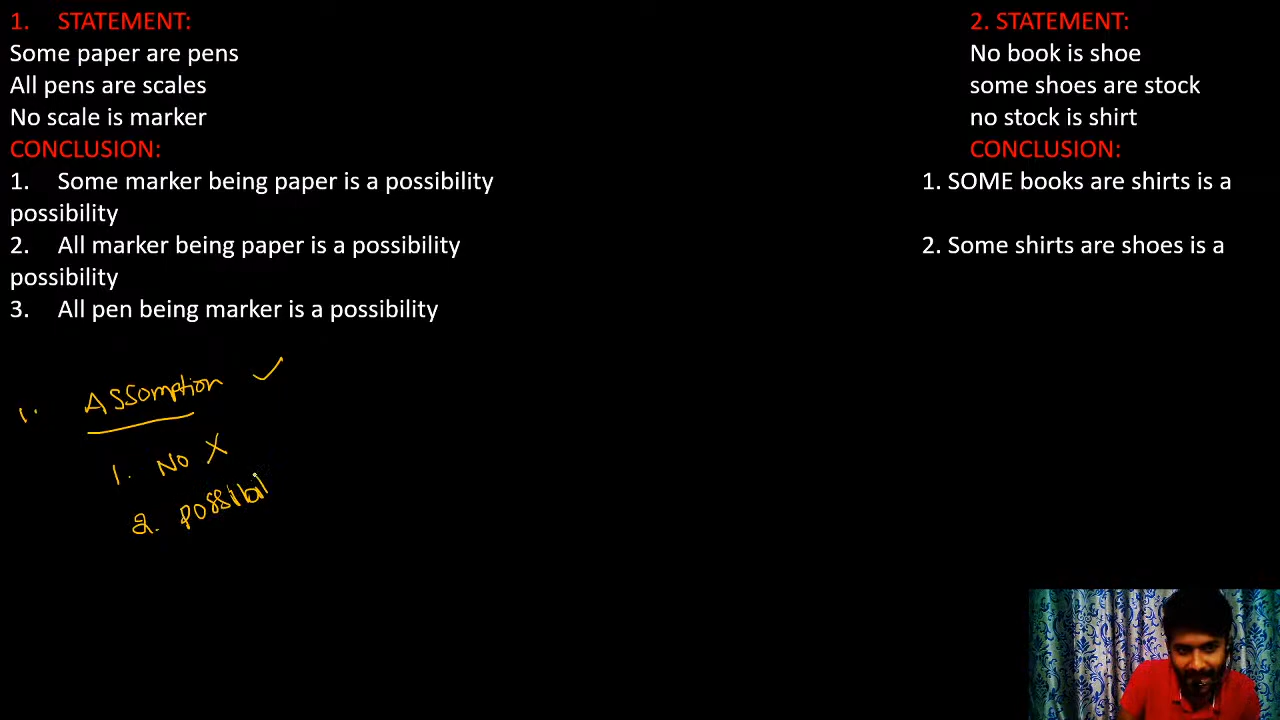 1. STATEMENT:
Some paper are pens
All pens are scales
No scale is marker
CONCLUSION:
1. Some marker being paper is a possibility
possibility
2. All marker being paper is a possibility
possibility
3. All pen being marker is a possibility
2. STATEMENT:
No book is shoe
some shoes are stock
no stock is shirt
CONCLUSION:
1. SOME books are shirts is a
2. Some shirts are shoes is a
1. Assomption ✓
1. No X
2. possibil